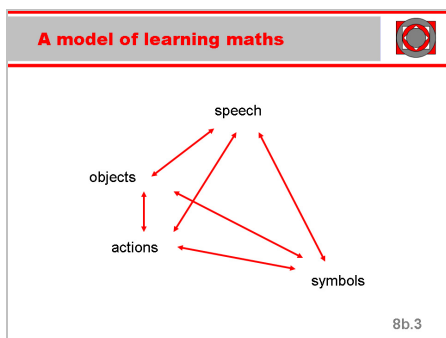 A model of learning maths
speech
objects
actions
symbols
8b.3